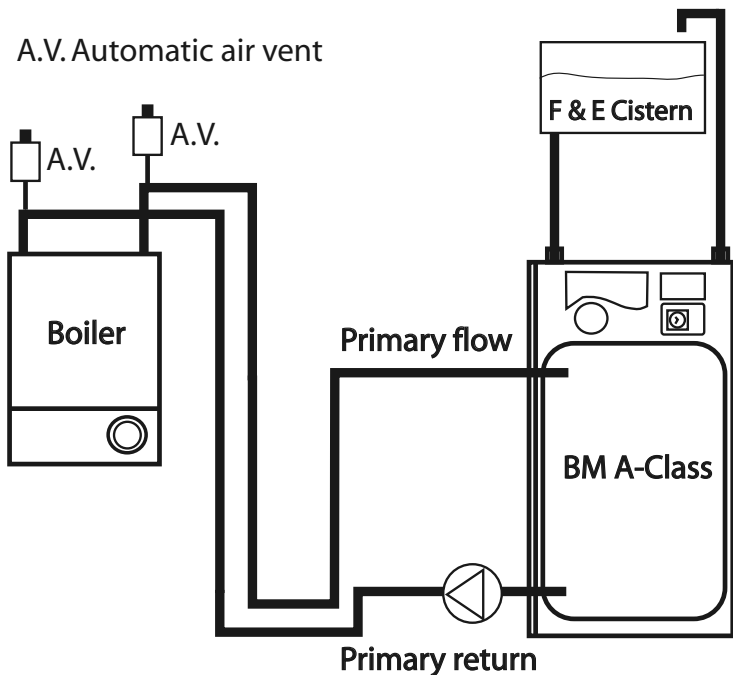 A.V. Automatic air vent
F & E Cistern
A.V.
A.V.
Boiler
Primary flow
BM A-Class
Primary return